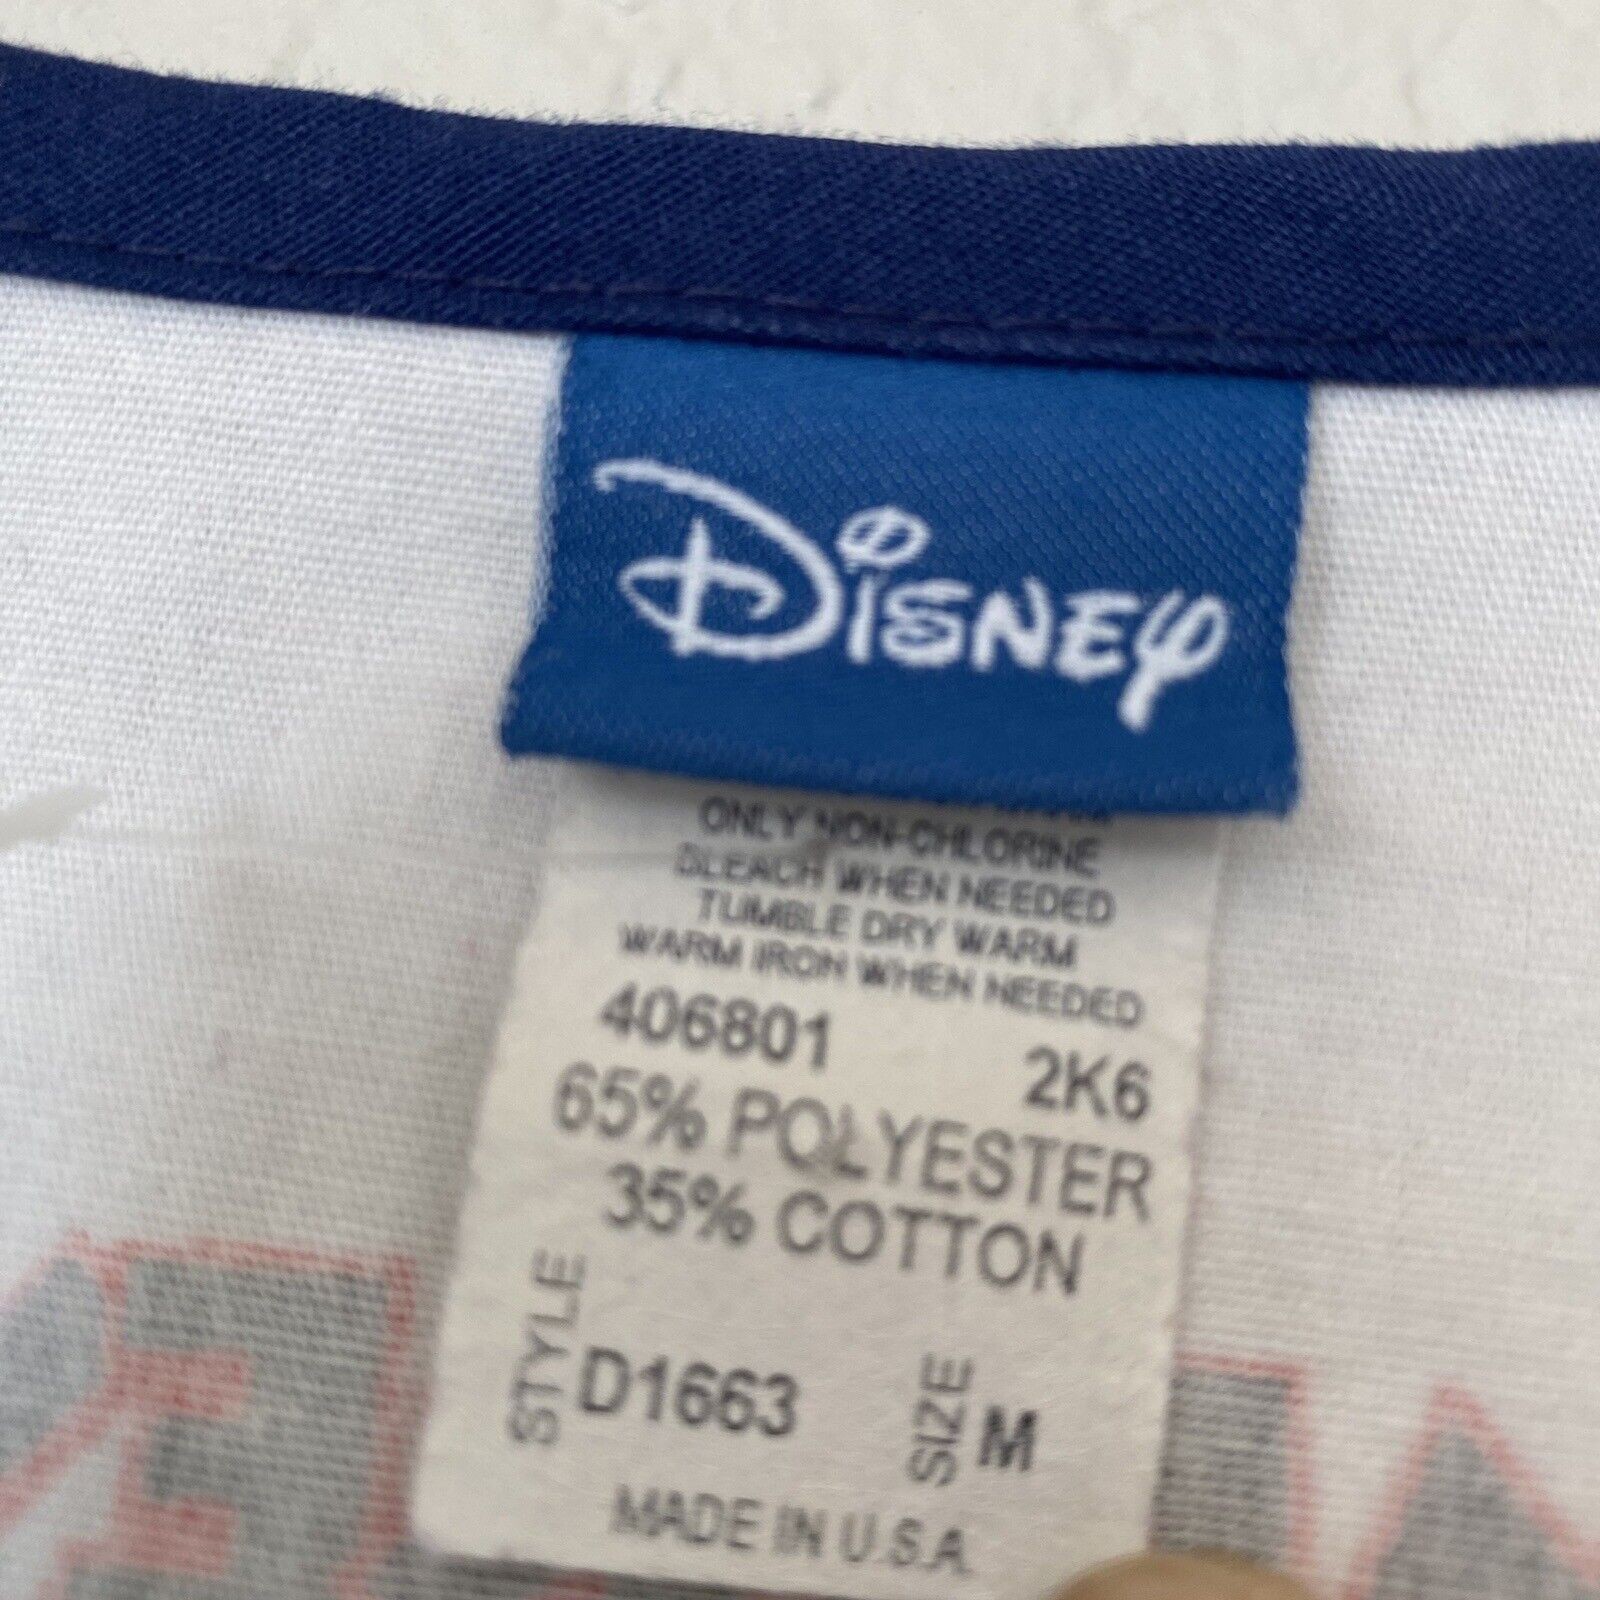 Disney
ONLY NON-CHLORINE
BLEACH WHEN NEEDED
TUMBLE DRY WARM
WARM IRON WHEN NEEDED
406801 2K6
65% POLYESTER
35% COTTON
STYLE D1663 SIZE M
MADE IN U.S.A.